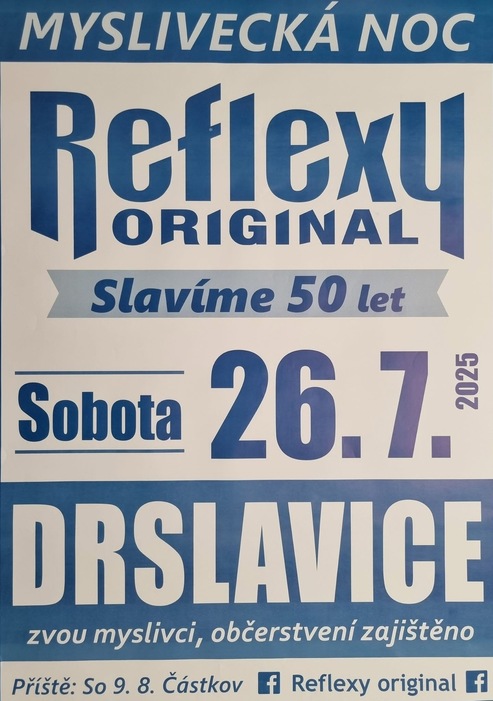 MYSLIVECKÁ NOC
Reflexy
ORIGINAL
Slavíme 50 let
Sobota 26. 7. 2025
DRSLAVICE
zvou myslivci, občerstvení zajištěno
Příště: So 9. 8. Částkov f Reflexy original f